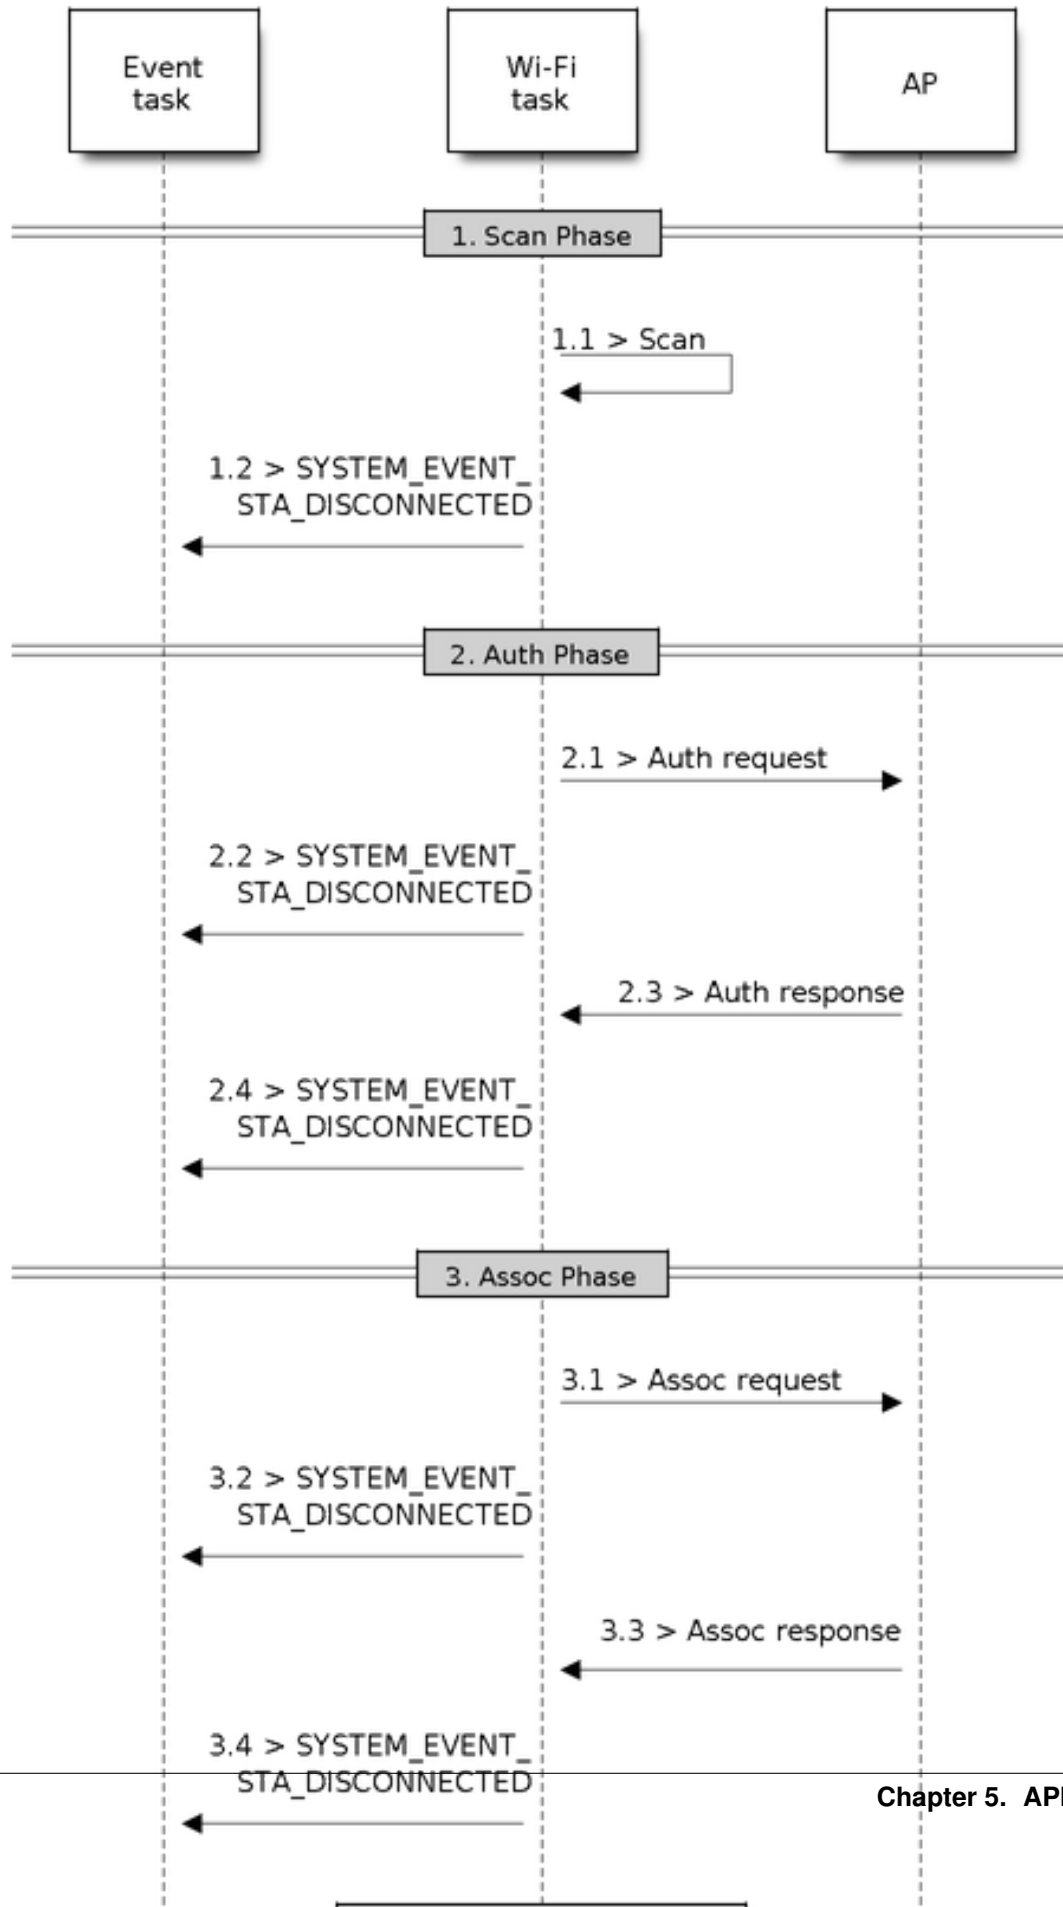 Event
task
Wi-Fi
task
AP
1. Scan Phase
1.1 > Scan
1.2 > SYSTEM_EVENT_
STA_DISCONNECTED
2. Auth Phase
2.1 > Auth request
2.2 > SYSTEM_EVENT_
STA_DISCONNECTED
2.3 > Auth response
2.4 > SYSTEM_EVENT_
STA_DISCONNECTED
3. Assoc Phase
3.1 > Assoc request
3.2 > SYSTEM_EVENT_
STA_DISCONNECTED
3.3 > Assoc response
3.4 > SYSTEM_EVENT_
STA_DISCONNECTED
Chapter 5. API